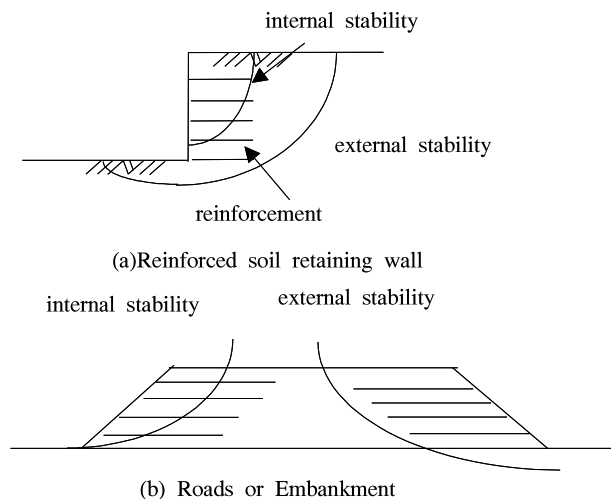 internal stability
external stability
reinforcement
(a)Reinforced soil retaining wall
internal stability
external stability
(b) Roads or Embankment